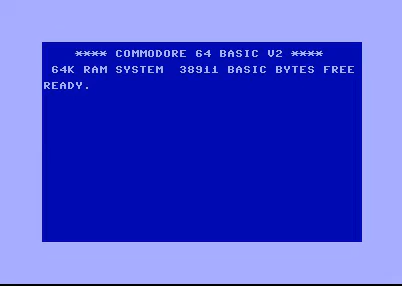 **** COMMODORE 64 BASIC V2 ****
64K RAM SYSTEM  38911 BASIC BYTES FREE
READY.